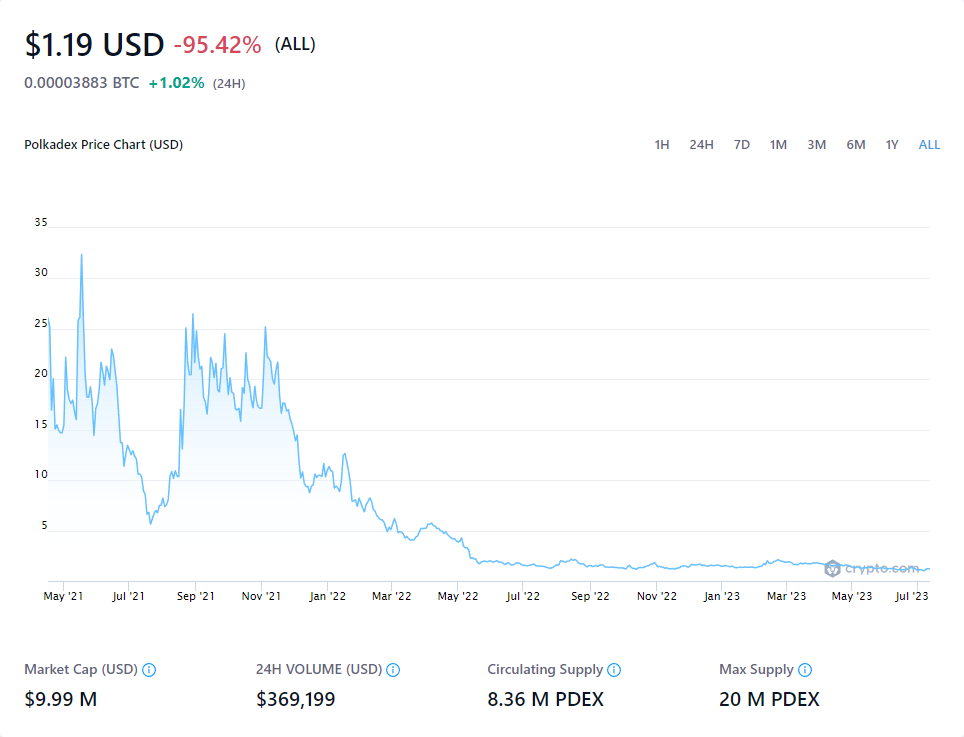 $1.19 USD -95.42% (ALL)
0.00003883 BTC +1.02% (24H)
Polkadex Price Chart (USD) 1H 24H 7D 1M 3M 6M 1Y ALL
35
30
25
20
15
10
5
crypto.com
May '21 Jul '21 Sep '21 Nov '21 Jan '22 Mar '22 May '22 Jul '22 Sep '22 Nov '22 Jan '23 Mar '23 May '23 Jul '23
Market Cap (USD) 24H VOLUME (USD) Circulating Supply Max Supply
$9.99 M $369,199 8.36 M PDEX 20 M PDEX